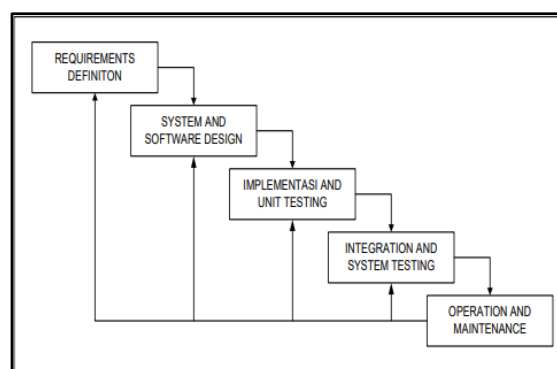 REQUIREMENTS
DEFINITON
SYSTEM AND
SOFTWARE DESIGN
IMPLEMENTASI AND
UNIT TESTING
INTEGRATION AND
SYSTEM TESTING
OPERATION AND
MAINTENANCE